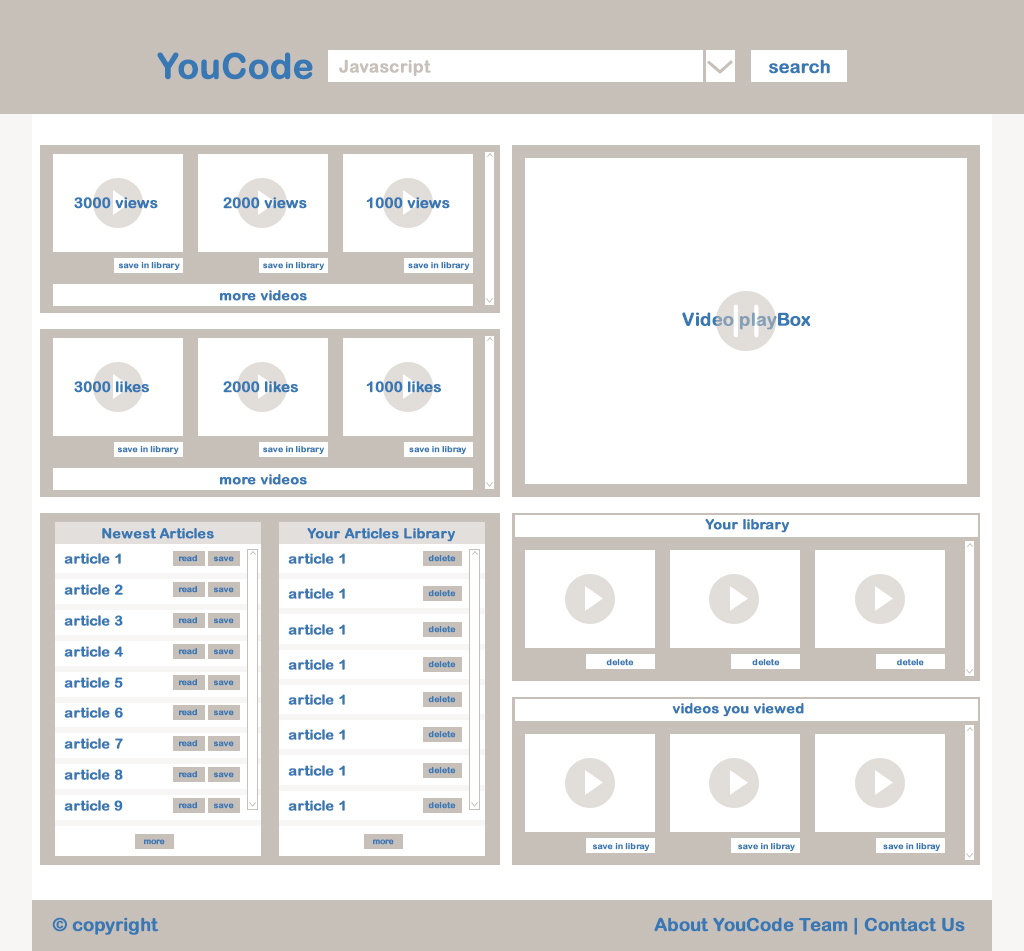 YouCode Javascript search
3000 views 2000 views 1000 views
save in library save in library save in library
more videos
3000 likes 2000 likes 1000 likes
save in library save in library save in libray
more videos
Video playBox
Newest Articles
article 1 read save
article 2 read save
article 3 read save
article 4 read save
article 5 read save
article 6 read save
article 7 read save
article 8 read save
article 9 read save
more
Your Articles Library
article 1 delete
article 1 delete
article 1 delete
article 1 delete
article 1 delete
article 1 delete
article 1 delete
article 1 delete
more
Your library
delete delete detele
videos you viewed
save in libray save in libray save in libray
© copyright About YouCode Team | Contact Us